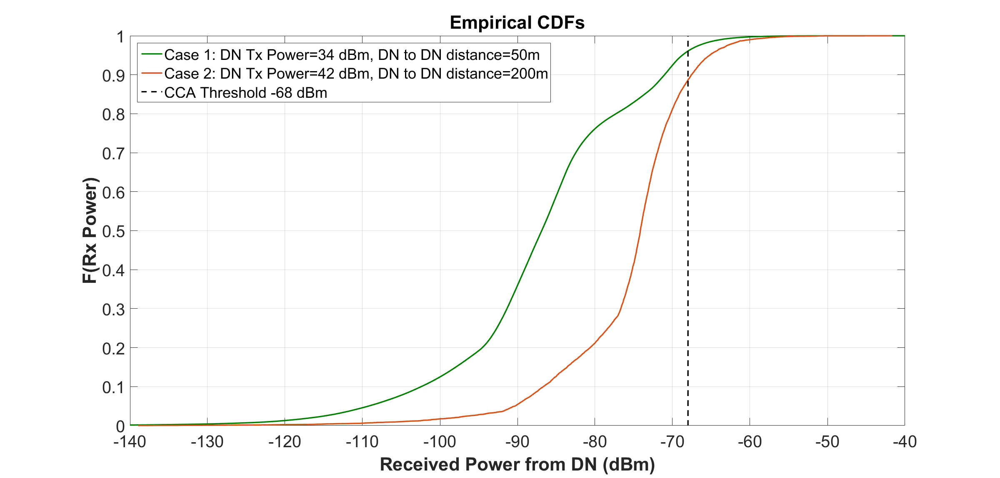 Empirical CDFs
1
0.9
0.8
0.7
0.6
0.5
0.4
0.3
0.2
0.1
0
F(Rx Power)
Case 1: DN Tx Power=34 dBm, DN to DN distance=50m
Case 2: DN Tx Power=42 dBm, DN to DN distance=200m
CCA Threshold -68 dBm
-140 -130 -120 -110 -100 -90 -80 -70 -60 -50 -40
Received Power from DN (dBm)